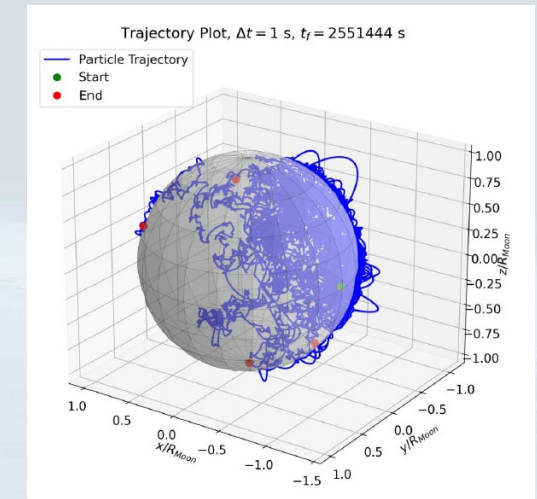 Trajectory Plot, Δt = 1 s, t_f = 2551444 s
Particle Trajectory
Start
End
1.00
0.75
0.50
0.25
0.00
−0.25
−0.50
−0.75
−1.00
z/R_Moon
1.0
0.5
0.0
−0.5
−1.0
−1.5
x/R_Moon
−1.0
−0.5
0.0
0.5
1.0
y/R_Moon